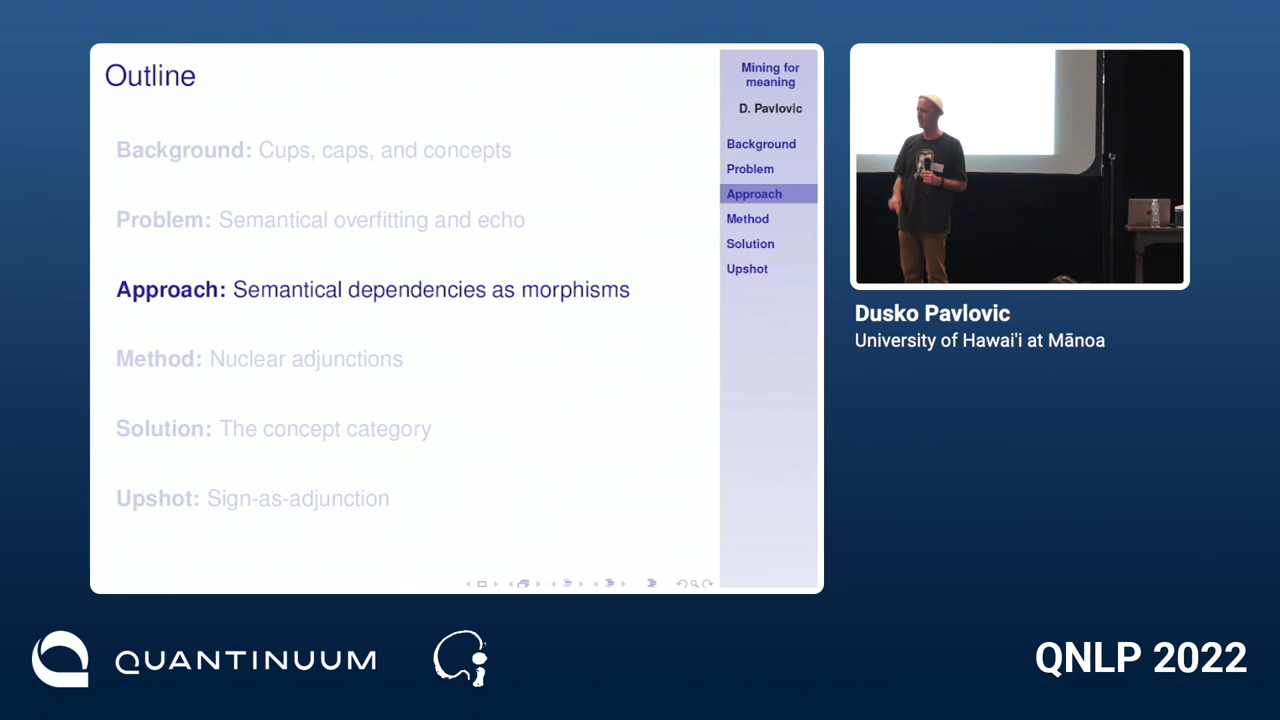 Outline
Background: Cups, caps, and concepts
Problem: Semantical overfitting and echo
Approach: Semantical dependencies as morphisms
Method: Nuclear adjunctions
Solution: The concept category
Upshot: Sign-as-adjunction
Mining for
meaning
D. Pavlovic
Background
Problem
Approach
Method
Solution
Upshot
Dusko Pavlovic
University of Hawai'i at Mānoa
QUANTINUUM
QNLP 2022